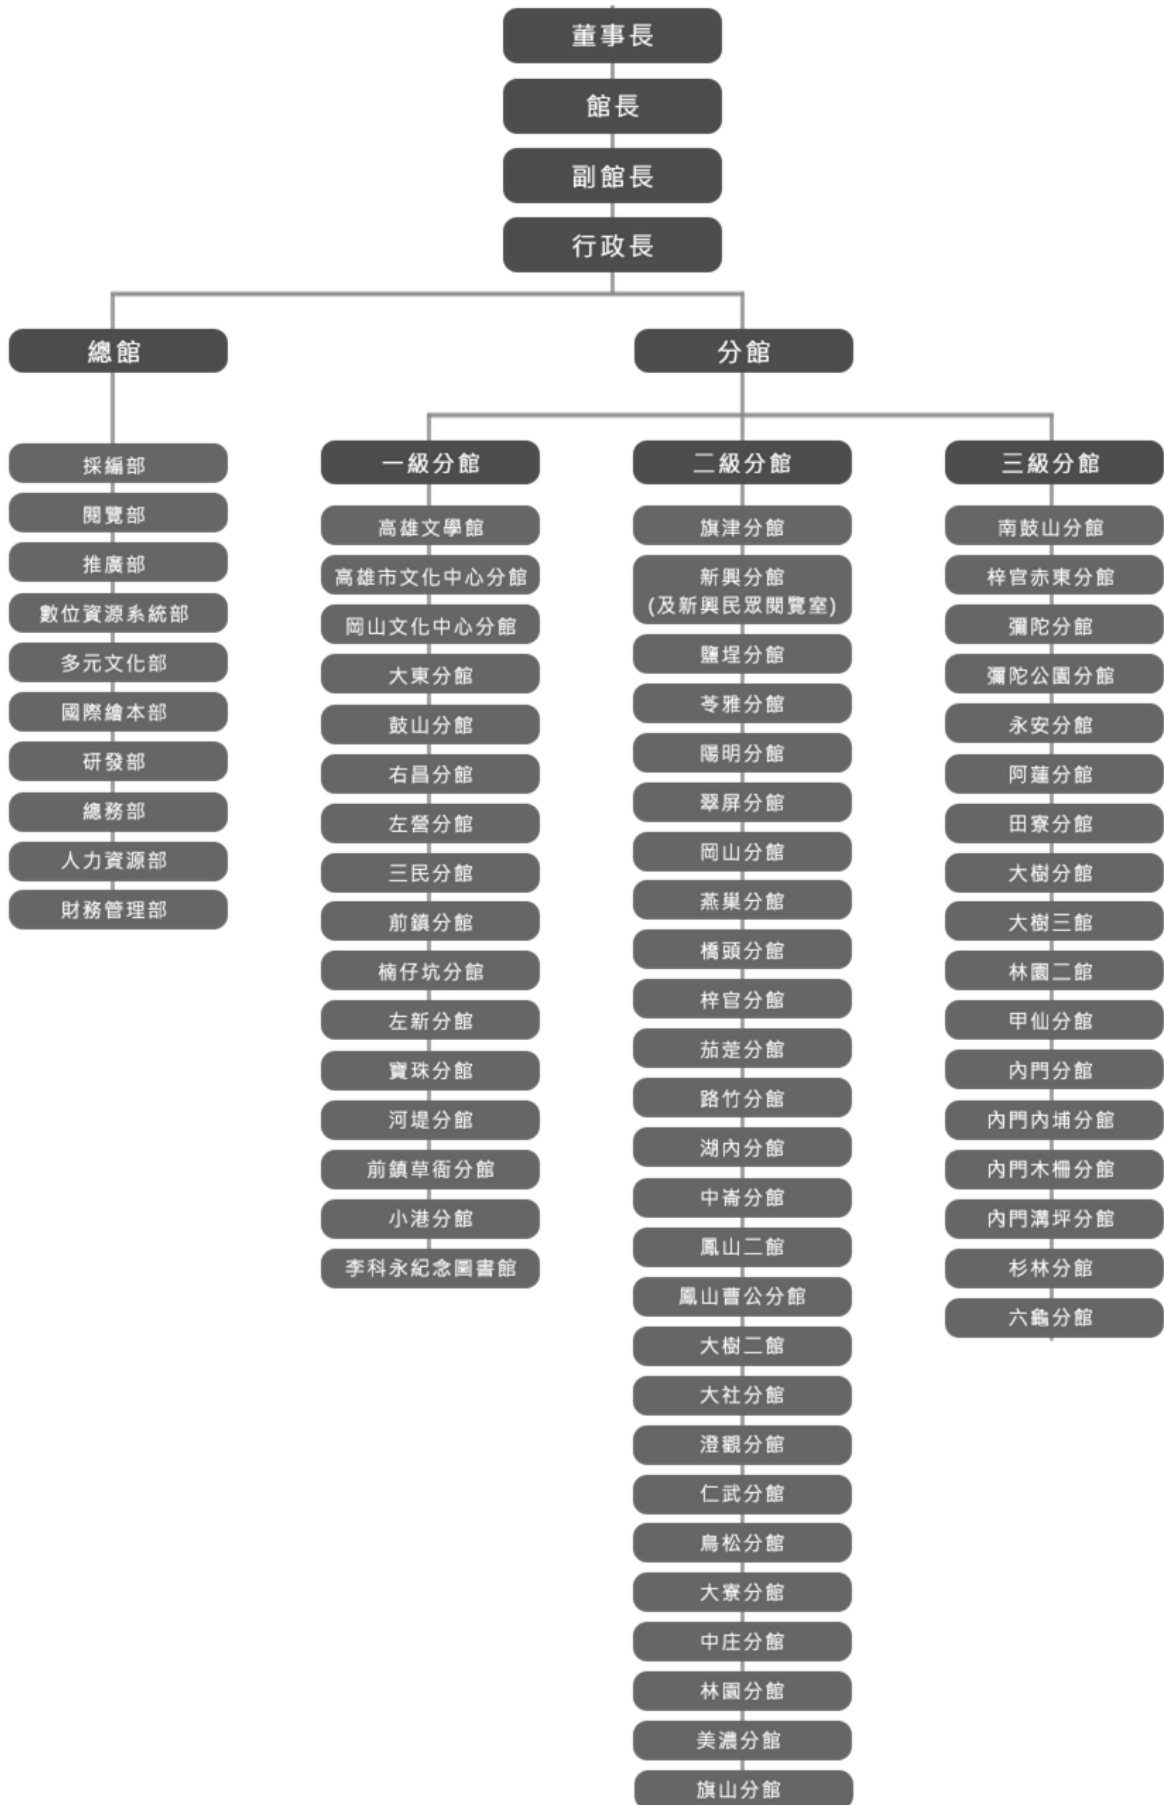 董事長
館長
副館長
行政長
總館
分館
採編部
閱覽部
推廣部
數位資源系統部
多元文化部
國際繪本部
研發部
總務部
人力資源部
財務管理部
一級分館
高雄文學館
高雄市文化中心分館
岡山文化中心分館
大東分館
鼓山分館
右昌分館
左營分館
三民分館
前鎮分館
楠仔坑分館
左新分館
寶珠分館
河堤分館
前鎮草衙分館
小港分館
李科永紀念圖書館
二級分館
旗津分館
新興分館
(及新興民眾閱覽室)
鹽埕分館
苓雅分館
陽明分館
翠屏分館
岡山分館
燕巢分館
橋頭分館
梓官分館
茄萣分館
路竹分館
湖內分館
中崙分館
鳳山二館
鳳山曹公分館
大樹二館
大社分館
澄觀分館
仁武分館
鳥松分館
大寮分館
中庄分館
林園分館
美濃分館
旗山分館
三級分館
南鼓山分館
梓官赤東分館
彌陀分館
彌陀公園分館
永安分館
阿蓮分館
田寮分館
大樹分館
大樹三館
林園二館
甲仙分館
內門分館
內門內埔分館
內門木柵分館
內門溝坪分館
杉林分館
六龜分館